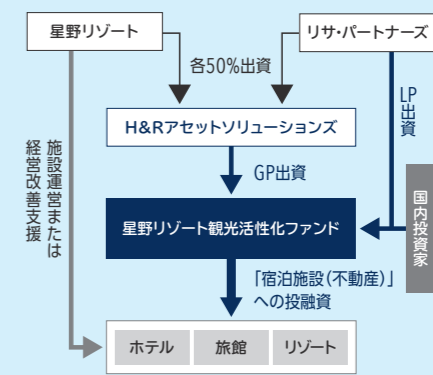 星野リゾート
リサ・パートナーズ
各50%出資
LP出資
H&Rアセットソリューションズ
GP出資
施設運営または
経営改善支援
国内投資家
星野リゾート観光活性化ファンド
「宿泊施設(不動産)」
への投融資
ホテル
旅館
リゾート